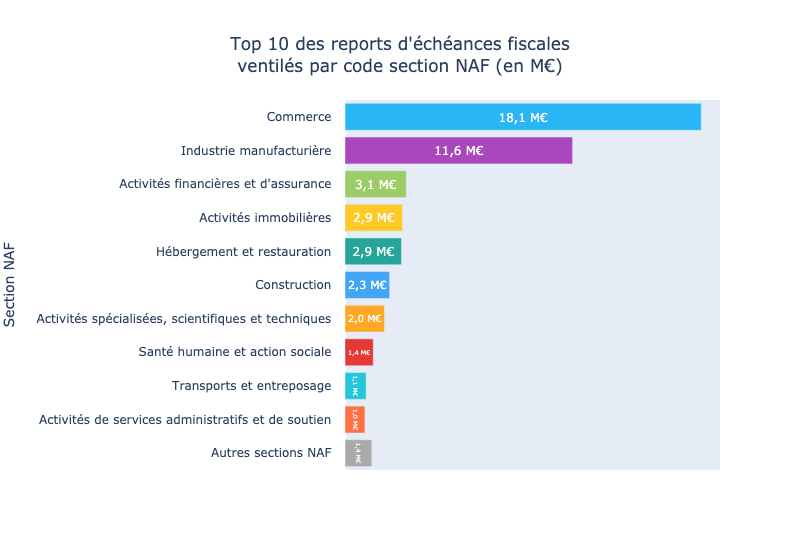 Top 10 des reports d'échéances fiscales
ventilés par code section NAF (en M€)
Section NAF
Commerce 18,1 M€
Industrie manufacturière 11,6 M€
Activités financières et d'assurance 3,1 M€
Activités immobilières 2,9 M€
Hébergement et restauration 2,9 M€
Construction 2,3 M€
Activités spécialisées, scientifiques et techniques 2,0 M€
Santé humaine et action sociale 1,4 M€
Transports et entreposage 1,1 M€
Activités de services administratifs et de soutien 1,0 M€
Autres sections NAF 1,4 M€